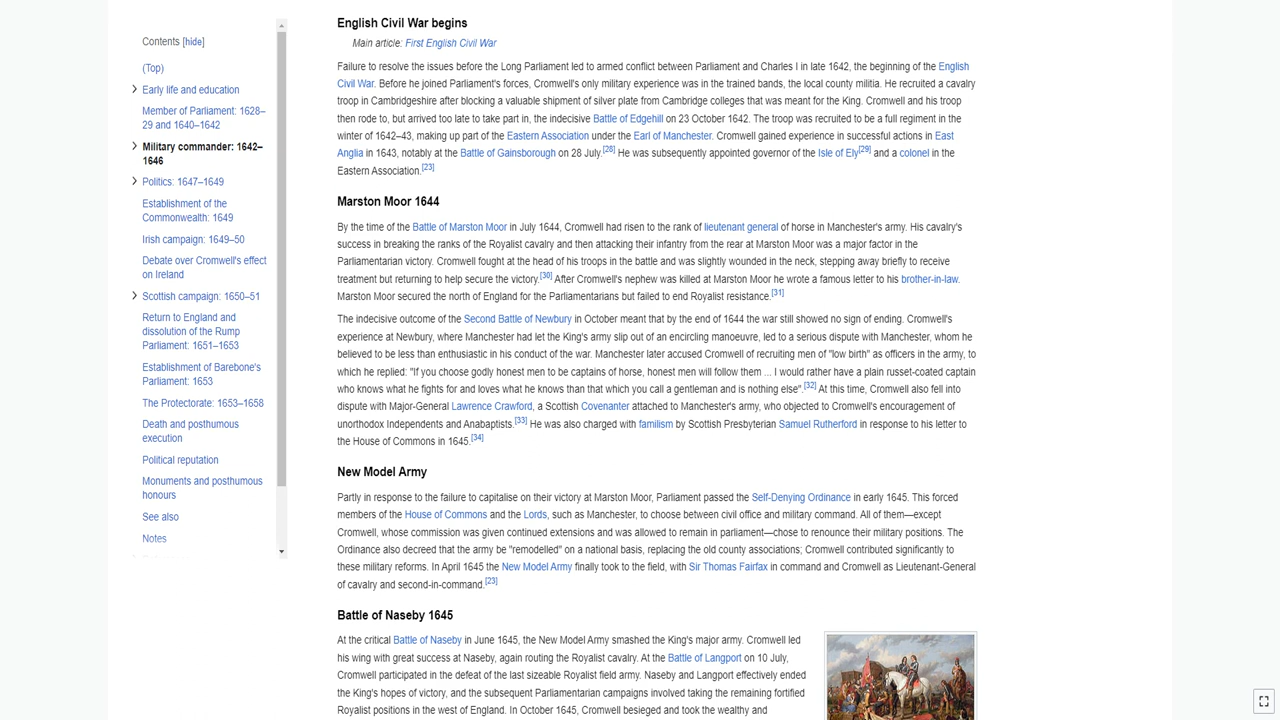 Contents [hide]
(Top)
Early life and education
Member of Parliament: 1628–
29 and 1640–1642
Military commander: 1642–
1646
Politics: 1647–1649
Establishment of the
Commonwealth: 1649
Irish campaign: 1649–50
Debate over Cromwell's effect
on Ireland
Scottish campaign: 1650–51
Return to England and
dissolution of the Rump
Parliament: 1651–1653
Establishment of Barebone's
Parliament: 1653
The Protectorate: 1653–1658
Death and posthumous
execution
Political reputation
Monuments and posthumous
honours
See also
Notes
English Civil War begins
Main article: First English Civil War
Failure to resolve the issues before the Long Parliament led to armed conflict between Parliament and Charles I in late 1642, the beginning of the English
Civil War. Before he joined Parliament's forces, Cromwell's only military experience was in the trained bands, the local county militia. He recruited a cavalry
troop in Cambridgeshire after blocking a valuable shipment of silver plate from Cambridge colleges that was meant for the King. Cromwell and his troop
then rode to, but arrived too late to take part in, the indecisive Battle of Edgehill on 23 October 1642. The troop was recruited to be a full regiment in the
winter of 1642–43, making up part of the Eastern Association under the Earl of Manchester. Cromwell gained experience in successful actions in East
Anglia in 1643, notably at the Battle of Gainsborough on 28 July.[28] He was subsequently appointed governor of the Isle of Ely[29] and a colonel in the
Eastern Association.[23]
Marston Moor 1644
By the time of the Battle of Marston Moor in July 1644, Cromwell had risen to the rank of lieutenant general of horse in Manchester's army. His cavalry's
success in breaking the ranks of the Royalist cavalry and then attacking their infantry from the rear at Marston Moor was a major factor in the
Parliamentarian victory. Cromwell fought at the head of his troops in the battle and was slightly wounded in the neck, stepping away briefly to receive
treatment but returning to help secure the victory.[30] After Cromwell's nephew was killed at Marston Moor he wrote a famous letter to his brother-in-law.
Marston Moor secured the north of England for the Parliamentarians but failed to end Royalist resistance.[31]
The indecisive outcome of the Second Battle of Newbury in October meant that by the end of 1644 the war still showed no sign of ending. Cromwell's
experience at Newbury, where Manchester had let the King's army slip out of an encircling manoeuvre, led to a serious dispute with Manchester, whom he
believed to be less than enthusiastic in his conduct of the war. Manchester later accused Cromwell of recruiting men of "low birth" as officers in the army, to
which he replied: "If you choose godly honest men to be captains of horse, honest men will follow them ... I would rather have a plain russet-coated captain
who knows what he fights for and loves what he knows than that which you call a gentleman and is nothing else".[32] At this time, Cromwell also fell into
dispute with Major-General Lawrence Crawford, a Scottish Covenanter attached to Manchester's army, who objected to Cromwell's encouragement of
unorthodox Independents and Anabaptists.[33] He was also charged with familism by Scottish Presbyterian Samuel Rutherford in response to his letter to
the House of Commons in 1645.[34]
New Model Army
Partly in response to the failure to capitalise on their victory at Marston Moor, Parliament passed the Self-Denying Ordinance in early 1645. This forced
members of the House of Commons and the Lords, such as Manchester, to choose between civil office and military command. All of them—except
Cromwell, whose commission was given continued extensions and was allowed to remain in parliament—chose to renounce their military positions. The
Ordinance also decreed that the army be "remodelled" on a national basis, replacing the old county associations; Cromwell contributed significantly to
these military reforms. In April 1645 the New Model Army finally took to the field, with Sir Thomas Fairfax in command and Cromwell as Lieutenant-General
of cavalry and second-in-command.[23]
Battle of Naseby 1645
At the critical Battle of Naseby in June 1645, the New Model Army smashed the King's major army. Cromwell led
his wing with great success at Naseby, again routing the Royalist cavalry. At the Battle of Langport on 10 July,
Cromwell participated in the defeat of the last sizeable Royalist field army. Naseby and Langport effectively ended
the King's hopes of victory, and the subsequent Parliamentary campaigns involved taking the remaining fortified
Royalist positions in the west of England. In October 1645, Cromwell besieged and took the wealthy and